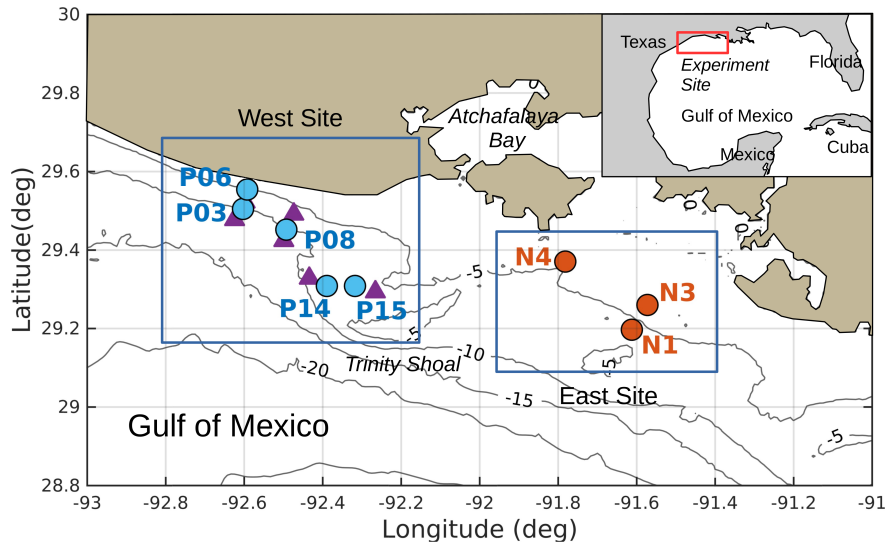 30
29.8
29.6
29.4
29.2
29
28.8
Latitude(deg)
-93
-92.8
-92.6
-92.4
-92.2
-92
-91.8
-91.6
-91.4
-91.2
-91
Longitude (deg)
West Site
P06
P03
P08
P14
P15
Atchafalaya
Bay
N4
N3
N1
East Site
Trinity Shoal
Gulf of Mexico
-5
-5
-5
-5
-10
-15
-20
0
0
0
Texas
Experiment
Site
Florida
Gulf of Mexico
Mexico
Cuba